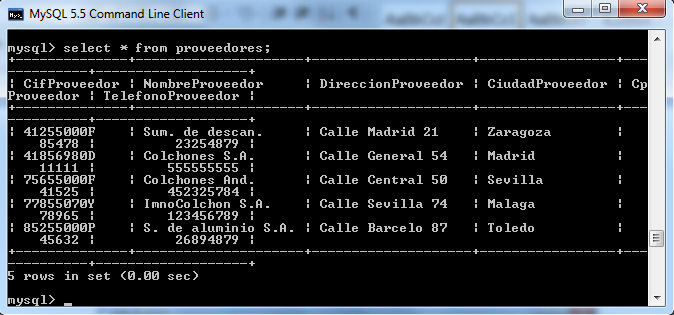 MySQL 5.5 Command Line Client
mysql> select * from proveedores;
+------------+----------------------+--------------------+-----------------+----
-----------+--------------------+
| CifProveedor | NombreProveedor | DireccionProveedor | CiudadProveedor | Cp
Proveedor | TelefonoProveedor |
+------------+----------------------+--------------------+-----------------+----
-----------+--------------------+
| 41255000F | Sum. de descan. | Calle Madrid 21 | Zaragoza |
85478 | 23254879 |
| 41856980D | Colchones S.A. | Calle General 54 | Madrid |
11111 | 555555555 |
| 75655000F | Colchones And. | Calle Central 50 | Sevilla |
41525 | 452325784 |
| 77855070Y | ImnoColchon S.A. | Calle Sevilla 74 | Malaga |
78965 | 123456789 |
| 85255000P | S. de aluminio S.A. | Calle Barcelo 87 | Toledo |
45632 | 26894879 |
+------------+----------------------+--------------------+-----------------+----
-----------+--------------------+
5 rows in set (0.00 sec)
mysql> _